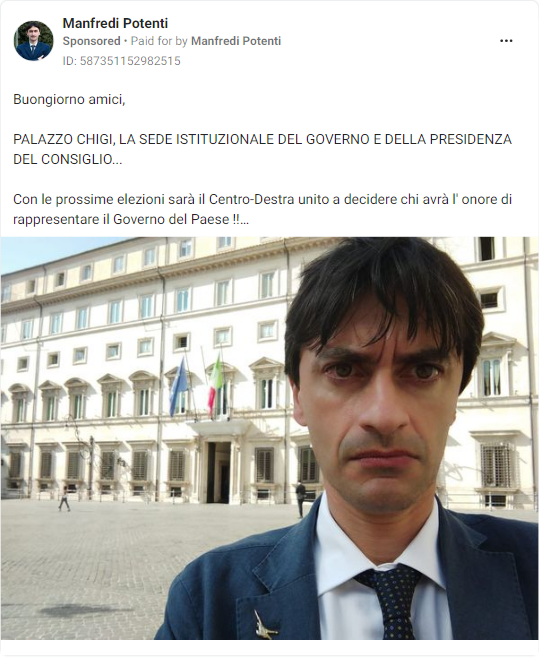 Manfredi Potenti
Sponsored • Paid for by Manfredi Potenti
ID: 587351152982515
Buongiorno amici,
PALAZZO CHIGI, LA SEDE ISTITUZIONALE DEL GOVERNO E DELLA PRESIDENZA
DEL CONSIGLIO...
Con le prossime elezioni sarà il Centro-Destra unito a decidere chi avrà l' onore di
rappresentare il Governo del Paese !!...